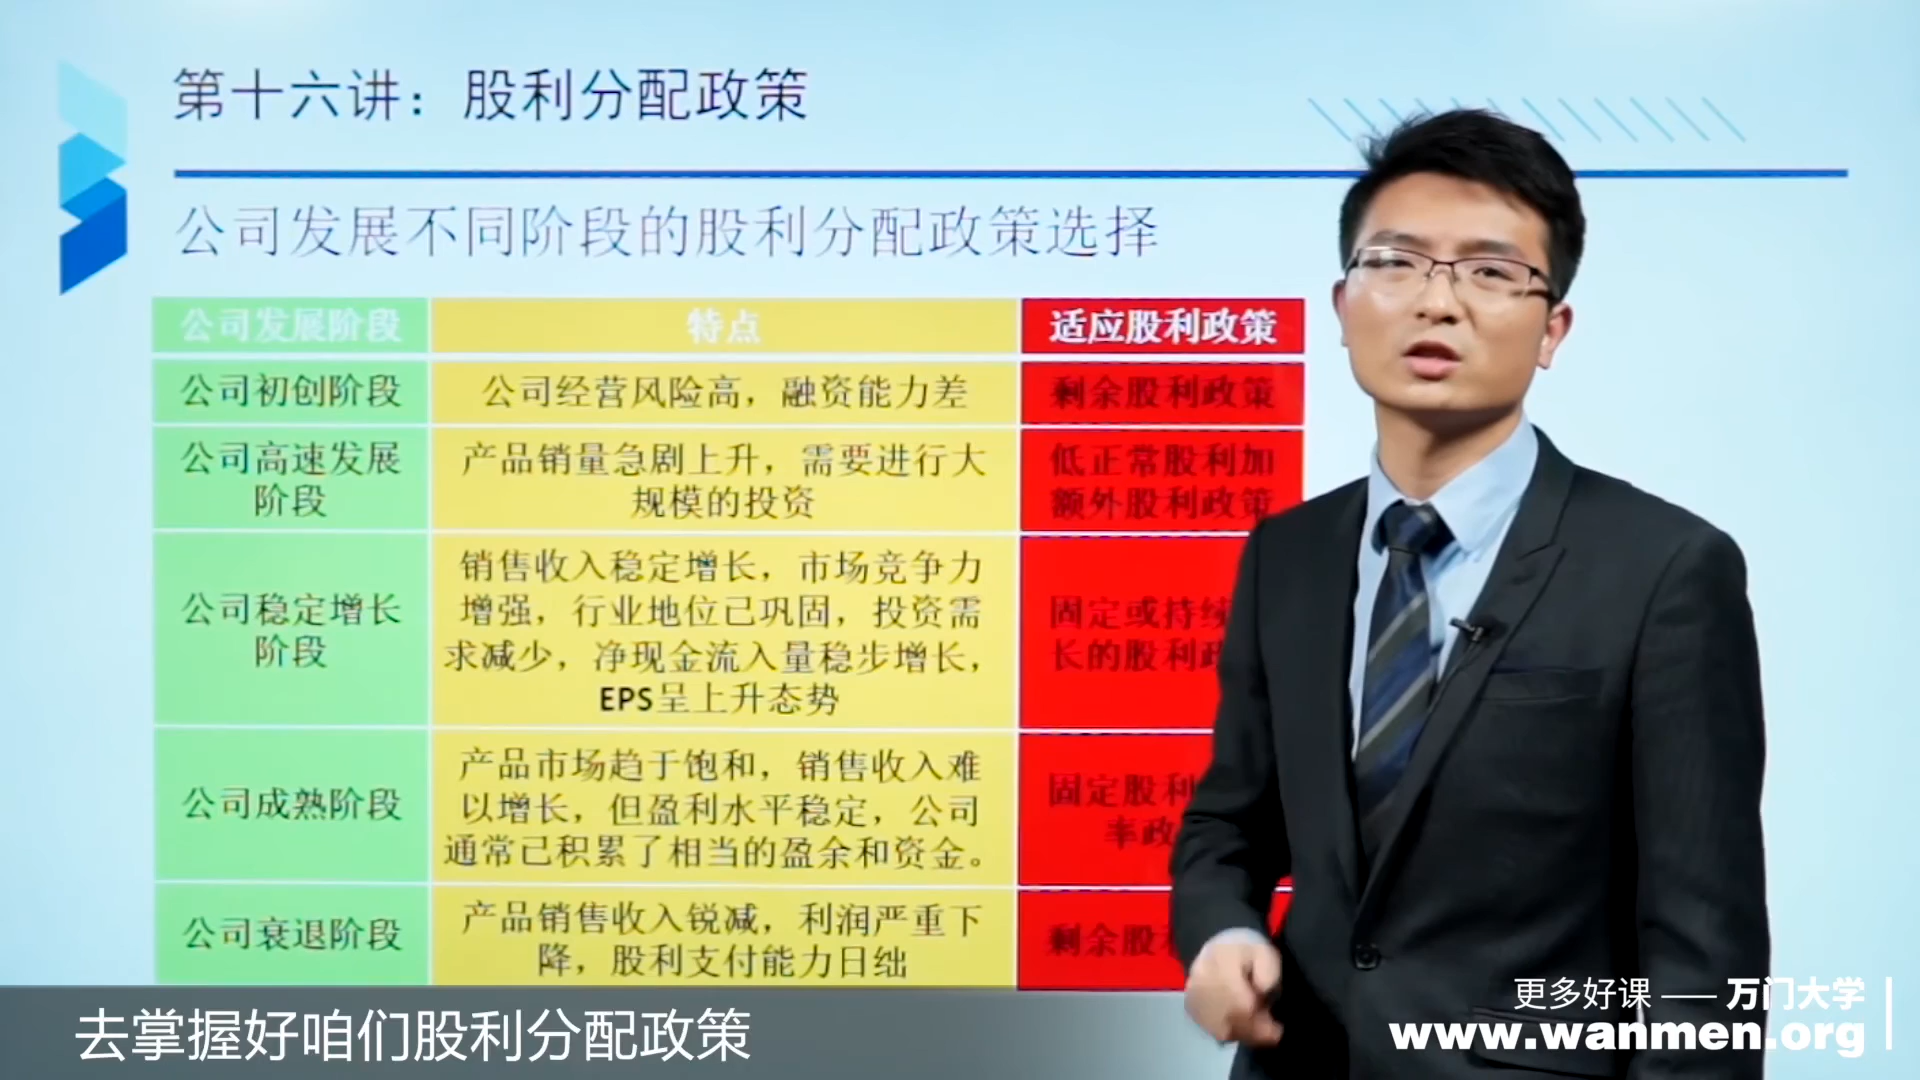 第十六讲：股利分配政策
公司发展不同阶段的股利分配政策选择
公司发展阶段
特点
适应股利政策
公司初创阶段
公司经营风险高，融资能力差
剩余股利政策
公司高速发展
阶段
产品销量急剧上升，需要进行大
规模的投资
低正常股利加
额外股利政策
公司稳定增长
阶段
销售收入稳定增长，市场竞争力
增强，行业地位已巩固，投资需
求减少，净现金流入量稳步增长，
EPS呈上升态势
固定或持续
长的股利政
公司成熟阶段
产品市场趋于饱和，销售收入难
以增长，但盈利水平稳定，公司
通常已积累了相当的盈余和资金。
固定股利
率政
公司衰退阶段
产品销售收入锐减，利润严重下
降，股利支付能力日绌
剩余股
去掌握好咱们股利分配政策
更多好课 —— 万门大学
www.wanmen.org